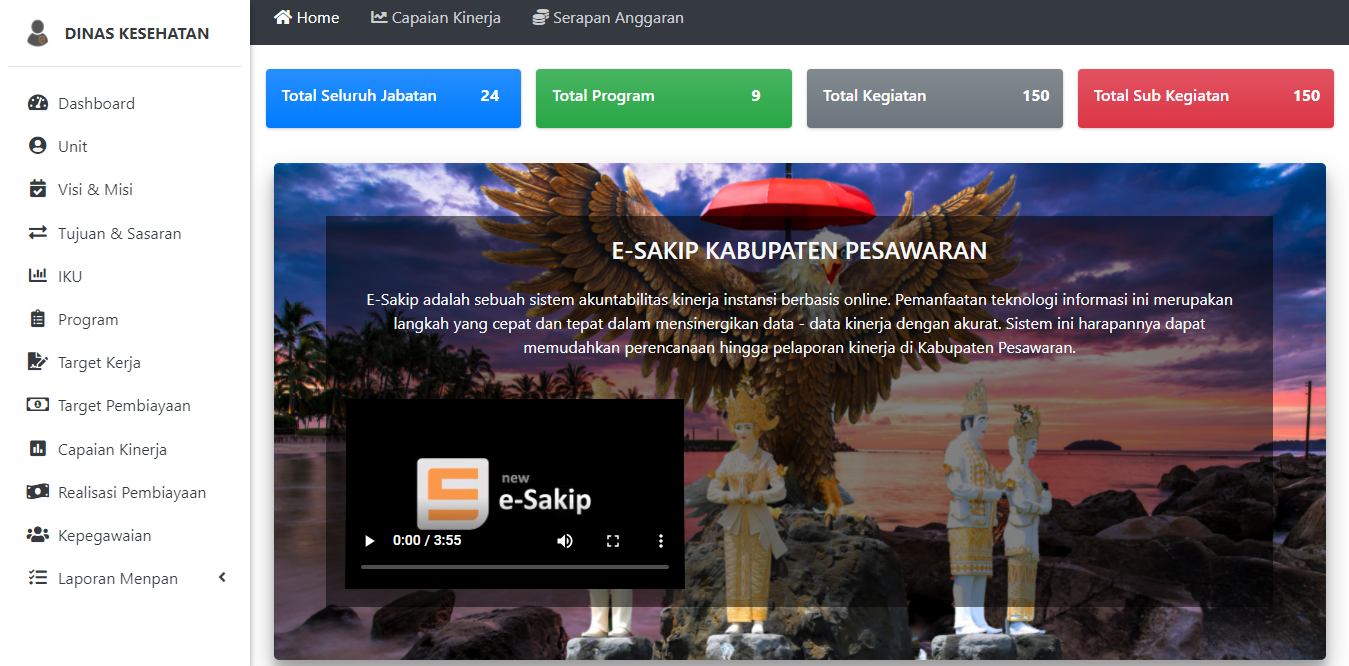 DINAS KESEHATAN
Dashboard
Unit
Visi & Misi
Tujuan & Sasaran
IKU
Program
Target Kerja
Target Pembiayaan
Capaian Kinerja
Realisasi Pembiayaan
Kepegawaian
Laporan Menpan
Home Capaian Kinerja Serapan Anggaran
Total Seluruh Jabatan 24
Total Program 9
Total Kegiatan 150
Total Sub Kegiatan 150
E-SAKIP KABUPATEN PESAWARAN
E-Sakip adalah sebuah sistem akuntabilitas kinerja instansi berbasis online. Pemanfaatan teknologi informasi ini merupakan
langkah yang cepat dan tepat dalam mensinergikan data - data kinerja dengan akurat. Sistem ini harapannya dapat
memudahkan perencanaan hingga pelaporan kinerja di Kabupaten Pesawaran.
new
e-Sakip
0:00 / 3:55